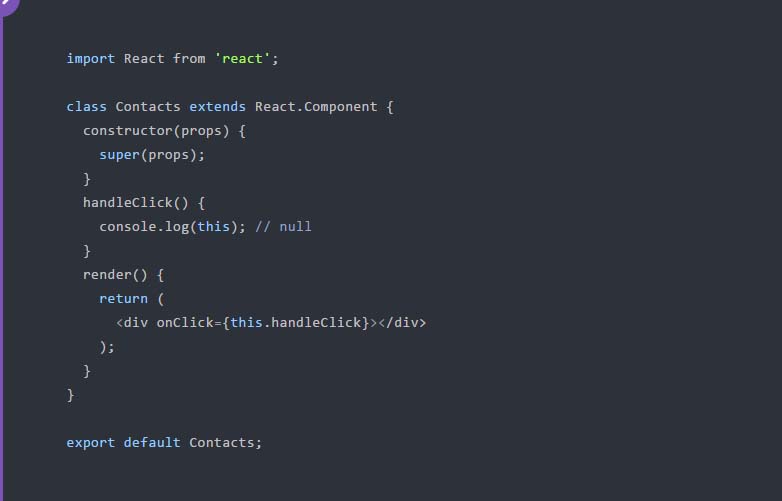 import React from 'react';
class Contacts extends React.Component {
constructor(props) {
super(props);
}
handleClick() {
console.log(this); // null
}
render() {
return (
<div onClick={this.handleClick}></div>
);
}
}
export default Contacts;